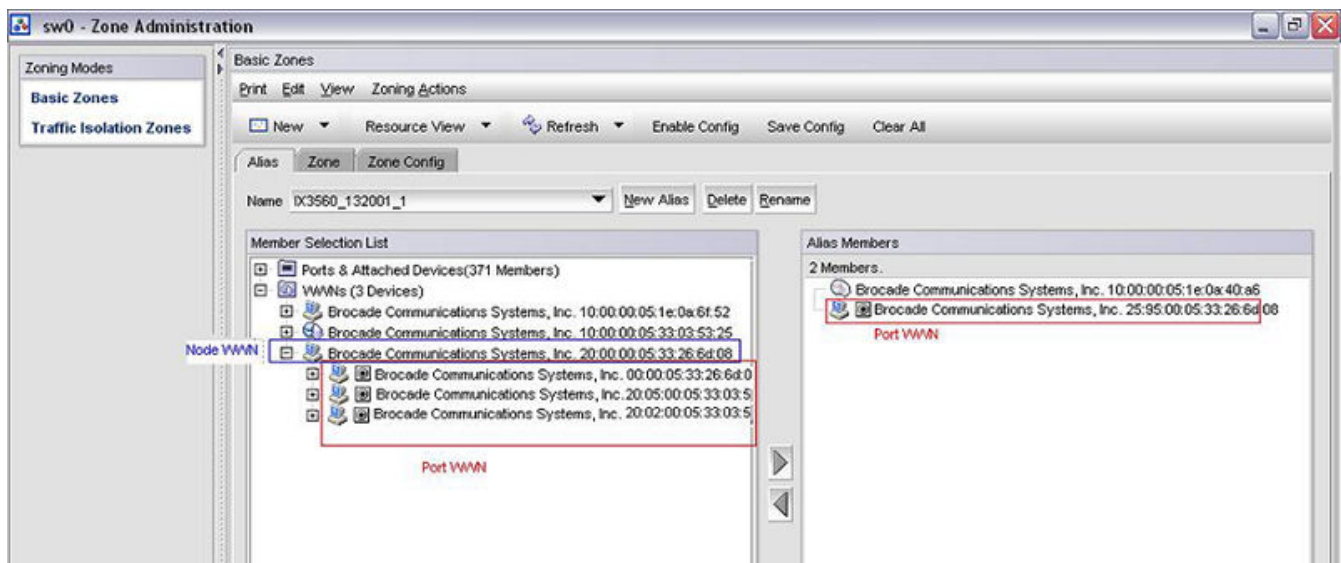 sw0 - Zone Administration
Zoning Modes
Basic Zones
Traffic Isolation Zones
Basic Zones
Print Edit View Zoning Actions
New Resource View Refresh Enable Config Save Config Clear All
Alias Zone Zone Config
Name IX3560_132001_1 New Alias Delete Rename
Member Selection List
Ports & Attached Devices(371 Members)
WWNs (3 Devices)
Brocade Communications Systems, Inc. 10:00:00:05:1e:0a:6f:52
Brocade Communications Systems, Inc. 10:00:00:05:33:03:53:25
Node WWN
Brocade Communications Systems, Inc. 20:00:00:05:33:26:6d:08
Brocade Communications Systems, Inc. 00:00:05:33:26:6d:0
Brocade Communications Systems, Inc. 20:05:00:05:33:03:5
Brocade Communications Systems, Inc. 20:02:00:05:33:03:5
Port WWN
Alias Members
2 Members.
Brocade Communications Systems, Inc. 10:00:00:05:1e:0a:40:a6
Brocade Communications Systems, Inc. 25:95:00:05:33:26:6d:08
Port WWN